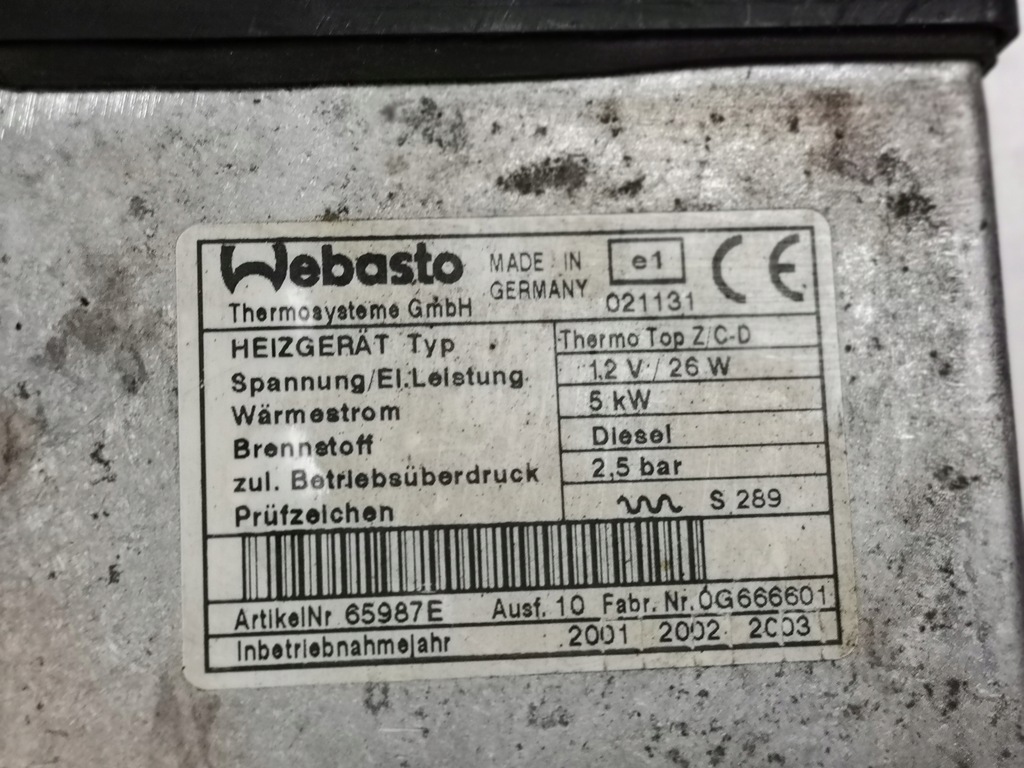 Webasto MADE IN e1 CE
Thermosysteme GmbH GERMANY 021131
HEIZGERÄT Typ Thermo Top Z/C-D
Spannung/El.Leistung 12 V / 26 W
Wärmestrom 5 kW
Brennstoff Diesel
zul. Betriebsüberdruck 2,5 bar
Prüfzeichen S 289
ArtikelNr 65987E Ausf. 10 Fabr. Nr. 0G666601
Inbetriebnahmejahr 2001 2002 2003